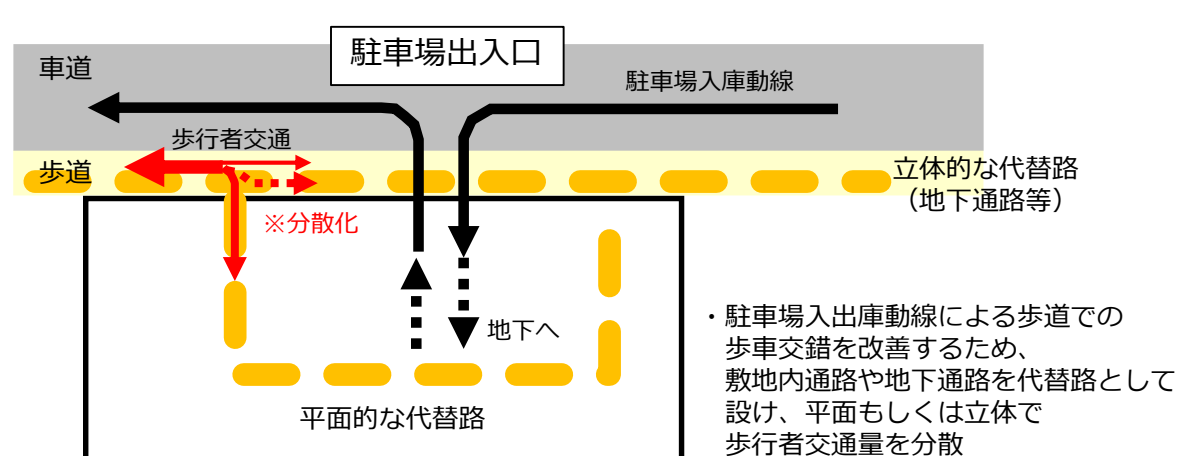 駐車場出入口
車道
駐車場入庫動線
歩行者交通
歩道
立体的な代替路
（地下通路等）
※分散化
地下へ
平面的な代替路
・駐車場入出庫動線による歩道での
歩車交錯を改善するため、
敷地内通路や地下通路を代替路として
設け、平面もしくは立体で
歩行者交通量を分散